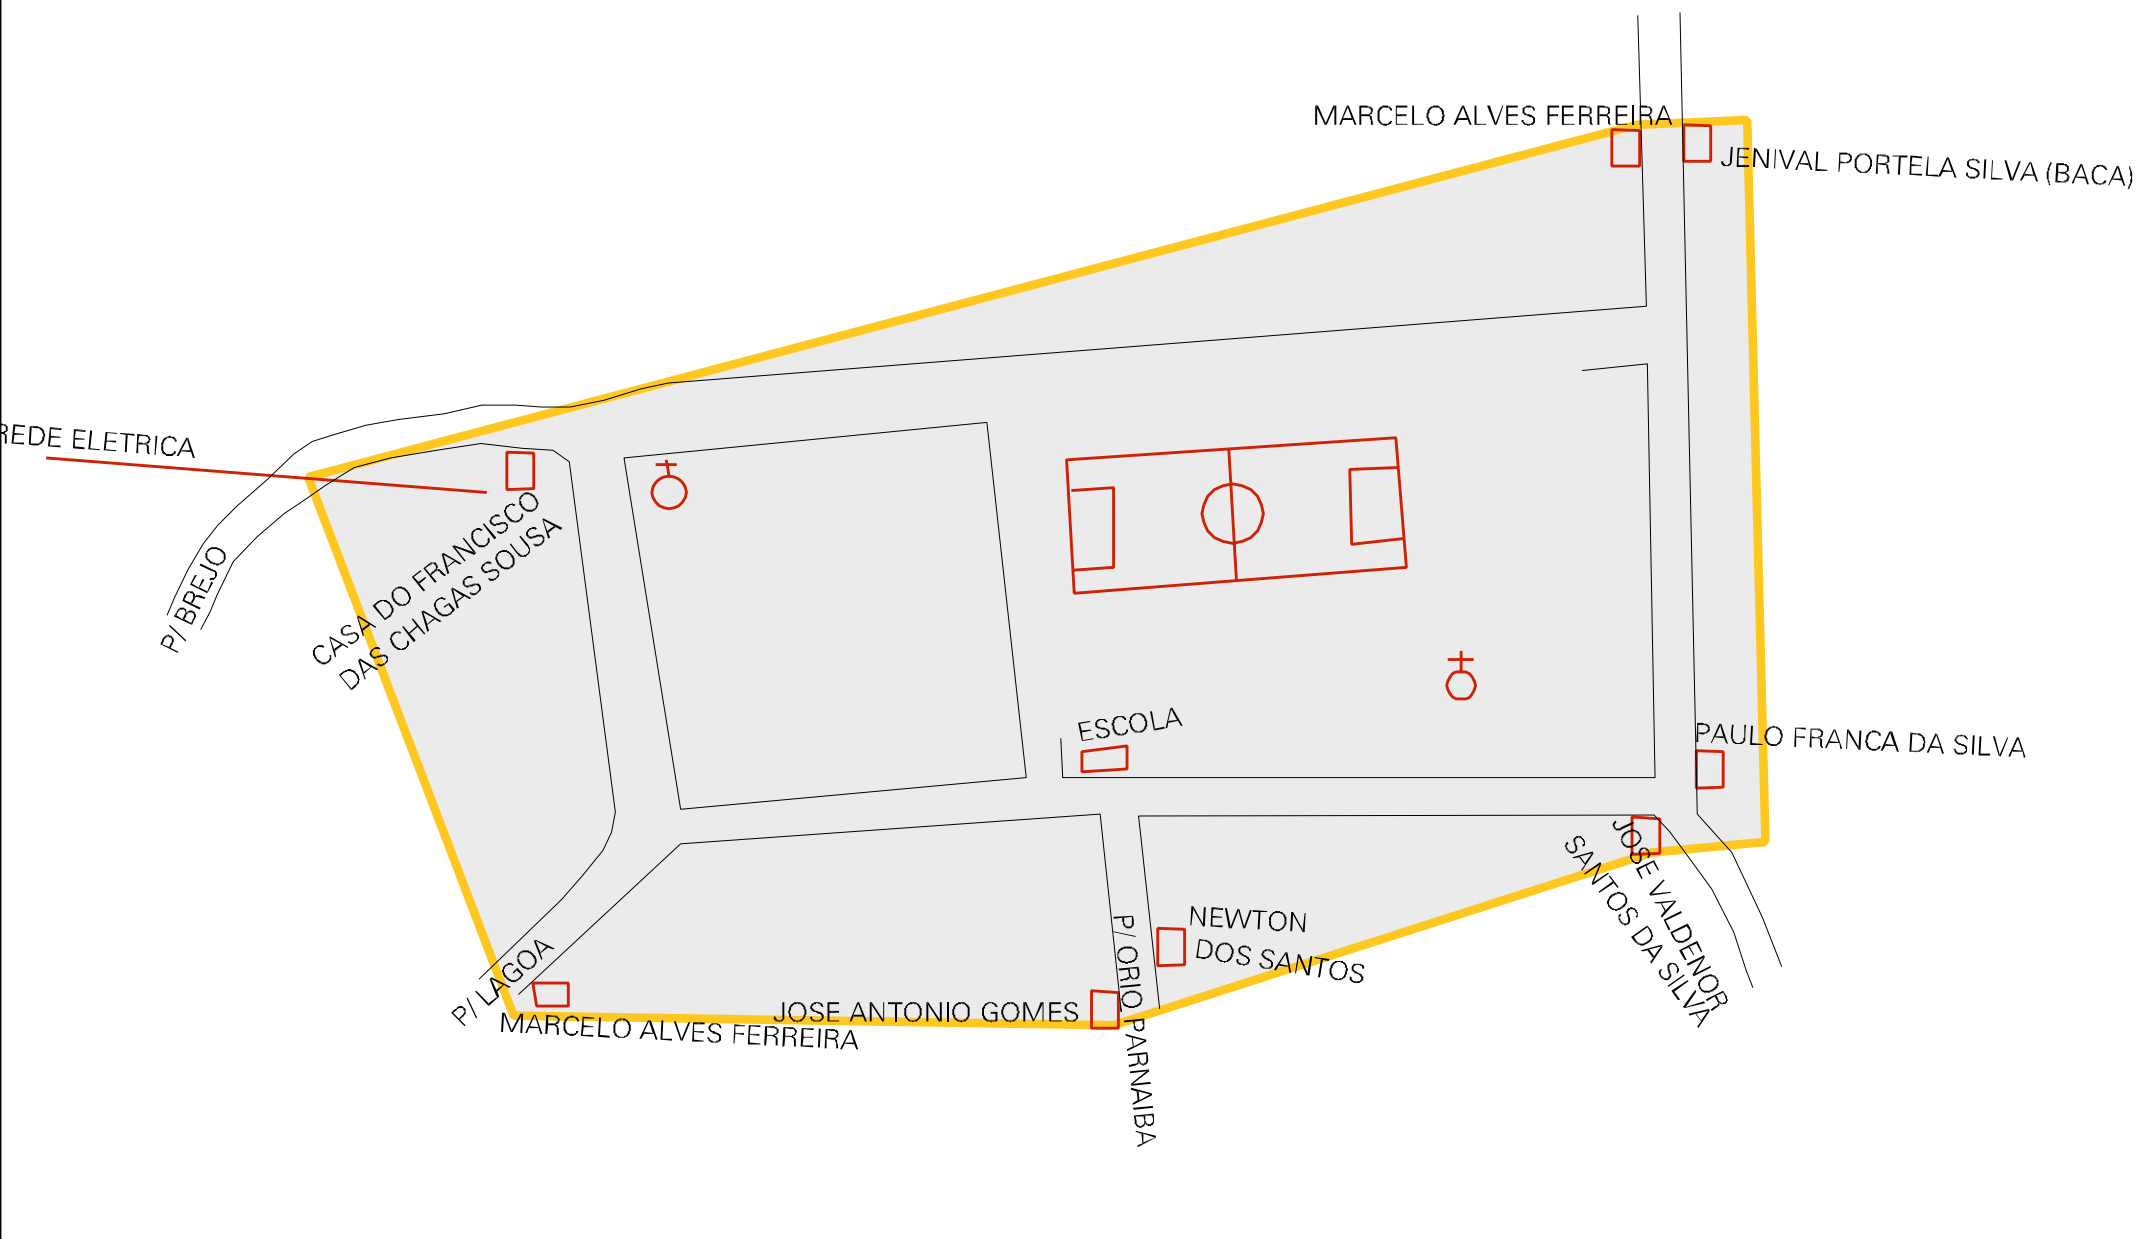 MARCELO ALVES FERREIRA
JENIVAL PORTELA SILVA (BACA)
REDE ELETRICA
P/ BREJO
CASA DO FRANCISCO
DAS CHAGAS SOUSA
ESCOLA
PAULO FRANCA DA SILVA
JOSE VALDENOR
SANTOS DA SILVA
NEWTON
DOS SANTOS
P/ ORIO PARNAIBA
P/ LAGOA
JOSE ANTONIO GOMES
MARCELO ALVES FERREIRA